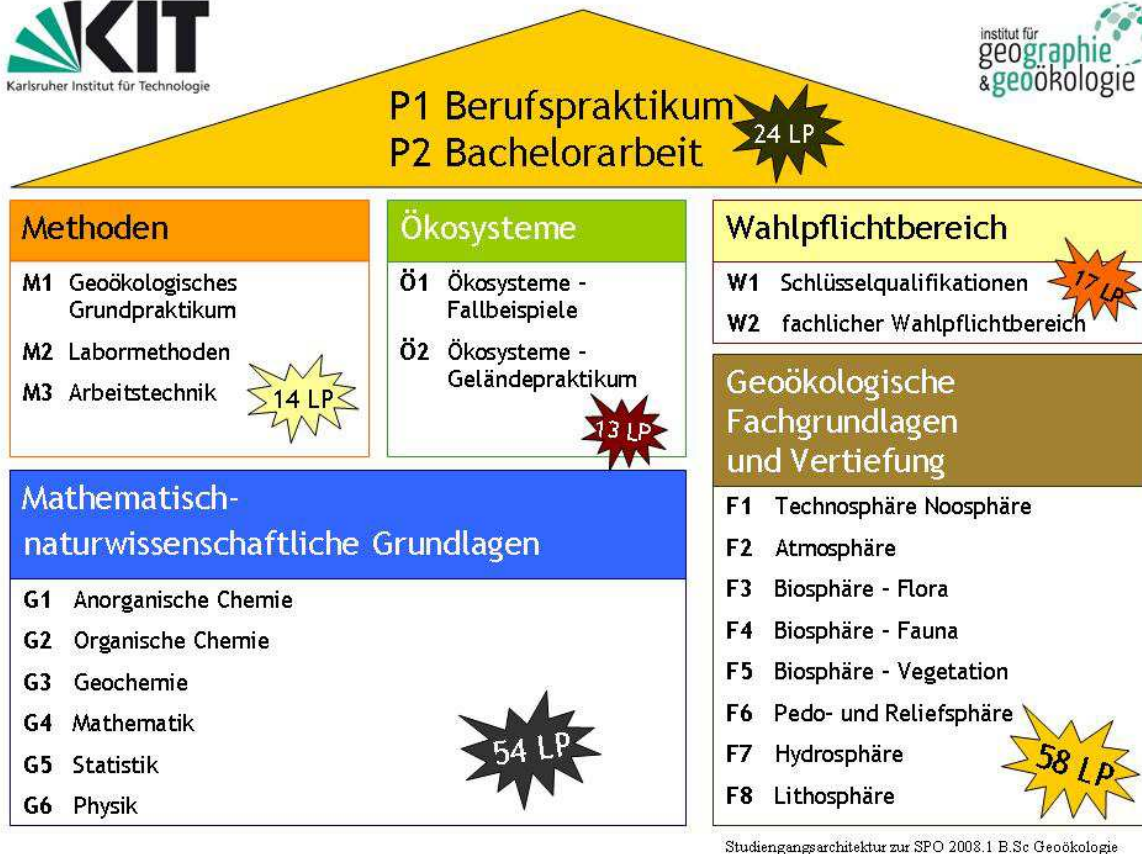 KIT
Karlsruher Institut für Technologie
institut für
geographie
&geoökologie
P1 Berufspraktikum
P2 Bachelorarbeit
24 LP
Methoden
M1 Geoökologisches
Grundpraktikum
M2 Labormethoden
M3 Arbeitstechnik
14 LP
Ökosysteme
Ö1 Ökosysteme -
Fallbeispiele
Ö2 Ökosysteme -
Geländepraktikum
13 LP
Wahlpflichtbereich
W1 Schlüsselqualifikationen
W2 fachlicher Wahlpflichtbereich
17 LP
Mathematisch-
naturwissenschaftliche Grundlagen
G1 Anorganische Chemie
G2 Organische Chemie
G3 Geochemie
G4 Mathematik
G5 Statistik
G6 Physik
54 LP
Geoökologische
Fachgrundlagen
und Vertiefung
F1 Technosphäre Noosphäre
F2 Atmosphäre
F3 Biosphäre - Flora
F4 Biosphäre - Fauna
F5 Biosphäre - Vegetation
F6 Pedo- und Reliefsphäre
F7 Hydrosphäre
F8 Lithosphäre
58 LP
Studiengangsarchitektur zur SPO 2008.1 B.Sc Geoökologie